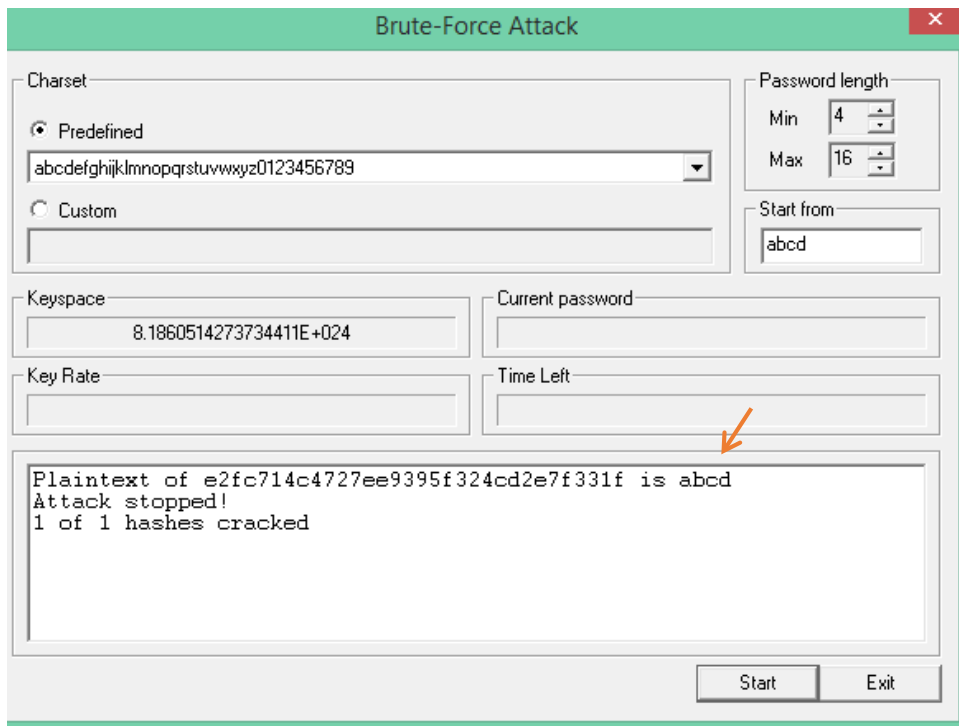 Brute-Force Attack
Charset
Predefined
abcdefghijklmnopqrstuvwxyz0123456789
Custom
Password length
Min 4
Max 16
Start from
abcd
Keyspace
8.1860514273734411E+024
Current password
Key Rate
Time Left
Plaintext of e2fc714c4727ee9395f324cd2e7f331f is abcd
Attack stopped!
1 of 1 hashes cracked
Start
Exit